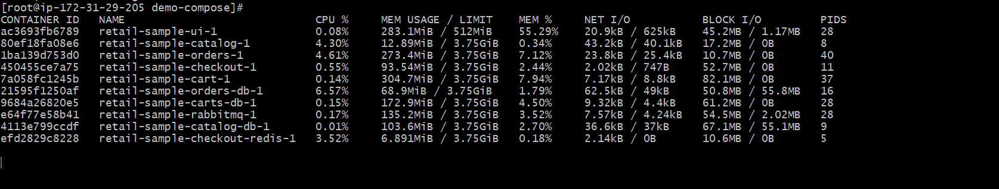 [root@ip-172-31-29-205 demo-compose]#
CONTAINER ID   NAME                             CPU %     MEM USAGE / LIMIT    MEM %     NET I/O           BLOCK I/O         PIDS
ac3693fb6789   retail-sample-ui-1               0.08%     283.1MiB / 512MiB    55.29%    20.9kB / 625kB    45.2MB / 1.17MB   28
80ef18fa08e6   retail-sample-catalog-1          4.30%     12.89MiB / 3.75GiB   0.34%     43.2kB / 40.1kB   17.2MB / 0B       8
1ba139d753d0   retail-sample-orders-1           4.61%     273.4MiB / 3.75GiB   7.12%     23.8kB / 25.4kB   10.7MB / 0B       40
450455ce7a75   retail-sample-checkout-1         0.55%     93.54MiB / 3.75GiB   2.44%     2.02kB / 747B     52.7MB / 0B       11
7a058fc1245b   retail-sample-cart-1             0.14%     304.7MiB / 3.75GiB   7.94%     7.17kB / 8.8kB    82.1MB / 0B       37
21595f1250af   retail-sample-orders-db-1        6.57%     68.9MiB / 3.75GiB    1.79%     62.5kB / 49kB     50.8MB / 55.8MB   16
9684a26820e5   retail-sample-carts-db-1         0.15%     172.9MiB / 3.75GiB   4.50%     9.32kB / 4.4kB    61.2MB / 0B       28
e64f77e58b41   retail-sample-rabbitmq-1         0.17%     135.2MiB / 3.75GiB   3.52%     7.57kB / 4.24kB   54.5MB / 2.02MB   28
4113e799ccdf   retail-sample-catalog-db-1       0.01%     103.6MiB / 3.75GiB   2.70%     36.6kB / 37kB     67.1MB / 55.1MB   9
efd2829c8228   retail-sample-checkout-redis-1   3.52%     6.891MiB / 3.75GiB   0.18%     2.14kB / 0B       10.6MB / 0B       5